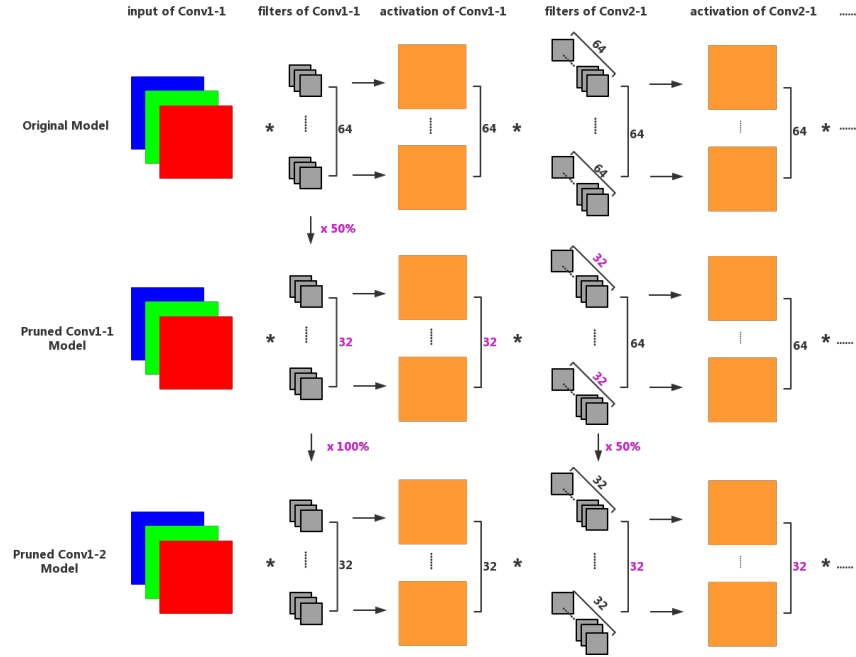 input of Conv1-1 filters of Conv1-1 activation of Conv1-1 filters of Conv2-1 activation of Conv2-1 ......
64
Original Model * 64 64 * 64 64 * ......
64
x 50%
32
Pruned Conv1-1
Model
* 32 32 * 64 64 * ......
32
x 100% x 50%
32
Pruned Conv1-2
Model
* 32 32 * 32 32 * ......
32